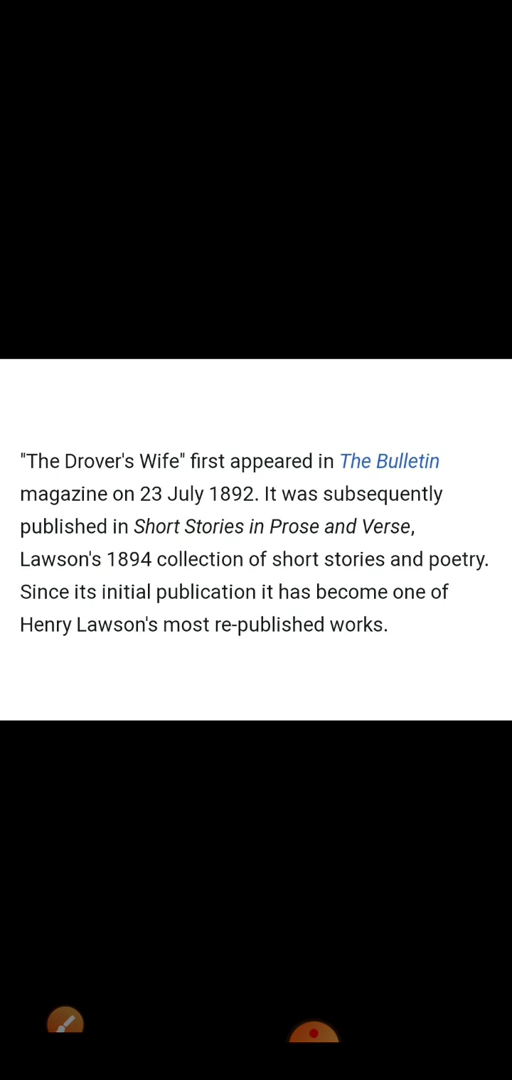 "The Drover's Wife" first appeared in The Bulletin
magazine on 23 July 1892. It was subsequently
published in Short Stories in Prose and Verse,
Lawson's 1894 collection of short stories and poetry.
Since its initial publication it has become one of
Henry Lawson's most re-published works.